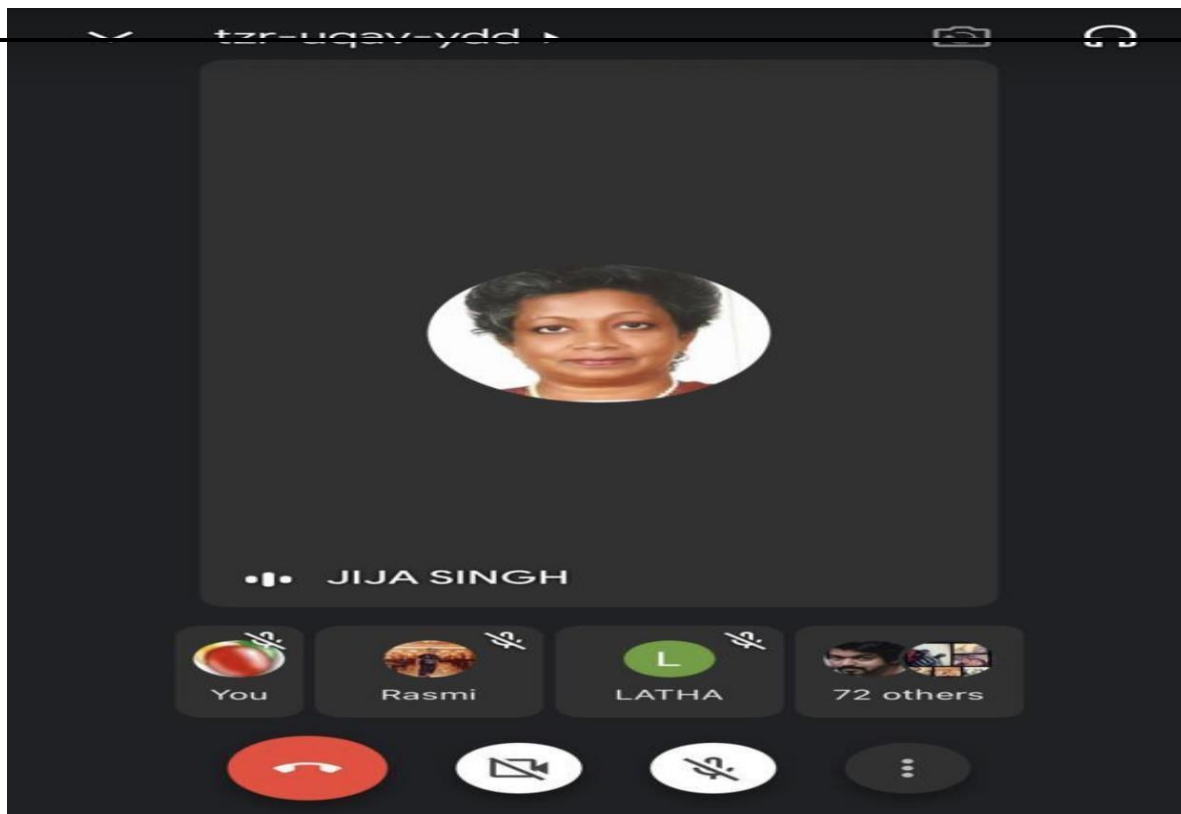 tzr-uqav-ydd
JIJA SINGH
L
You
Rasmi
LATHA
72 others